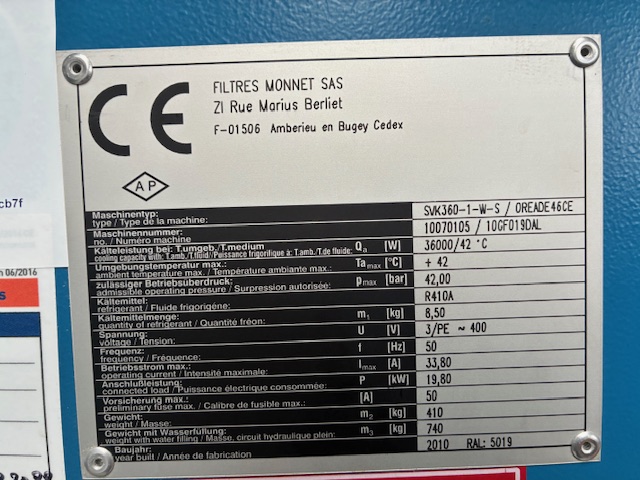 FILTRES MONNET SAS
ZI Rue Marius Berliet
F-01506 Amberieu en Bugey Cedex
CE
AP
Maschinentyp: SVK360-1-W-S / OREADE46CE
type / Type de la machine:
Maschinennummer: 10070105 / 10GF019DAL
no. / Numéro machine
Kälteleistung bei: T.umgeb./T.medium Qa [W] 36000/42 °C
cooling capacity with: T.amb./T.fluid:/Puissance frigorifique à: T.amb./T.de fluide:
Umgebungstemperatur max.: Ta max [°C] + 42
ambient temperature max. / Température ambiante max.:
zulässiger Betriebsüberdruck: pmax [bar] 42,00
admissible operating pressure / Surpression autorisée:
Kältemittel: R410A
refrigerant / Fluide frigorigène:
Kältemittelmenge: m1 [kg] 8,50
quantity of refrigerant / Quantité fréon:
Spannung: U [V] 3/PE ~ 400
voltage / Tension:
Frequenz: f [Hz] 50
frequency / Fréquence:
Betriebsstrom max.: Imax [A] 33,80
operating current / Intensité maximale:
Anschlußleistung: P [kW] 19,80
connected load / Puissance électrique consommée:
Vorsicherung max.: [A] 50
preliminary fuse max. / Calibre de fusible max.:
Gewicht: m2 [kg] 410
weight / Masse:
Gewicht mit Wasserfüllung: m3 [kg] 740
weight with water filling / Masse, circuit hydraulique plein:
Baujahr: 2010 RAL: 5019
year built / Année de fabrication
cb7f
06/2016